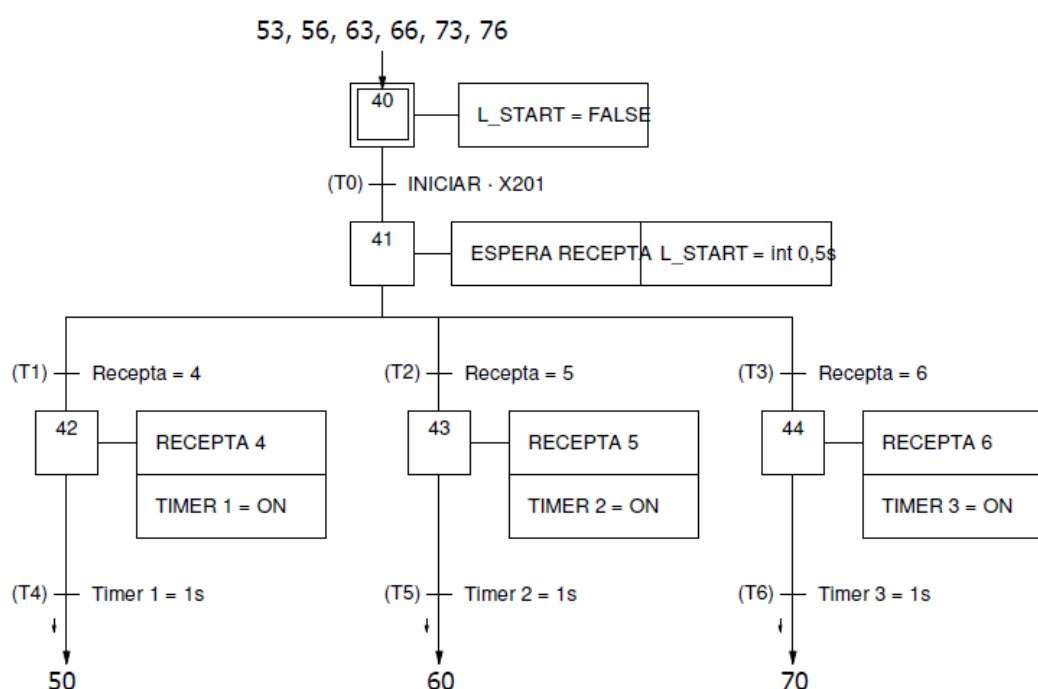 53, 56, 63, 66, 73, 76
40
L_START = FALSE
(T0) INICIAR · X201
41
ESPERA RECEPTA L_START = int 0,5s
(T1) Recepta = 4 (T2) Recepta = 5 (T3) Recepta = 6
42 RECEPTA 4 43 RECEPTA 5 44 RECEPTA 6
TIMER 1 = ON TIMER 2 = ON TIMER 3 = ON
(T4) Timer 1 = 1s (T5) Timer 2 = 1s (T6) Timer 3 = 1s
50 60 70